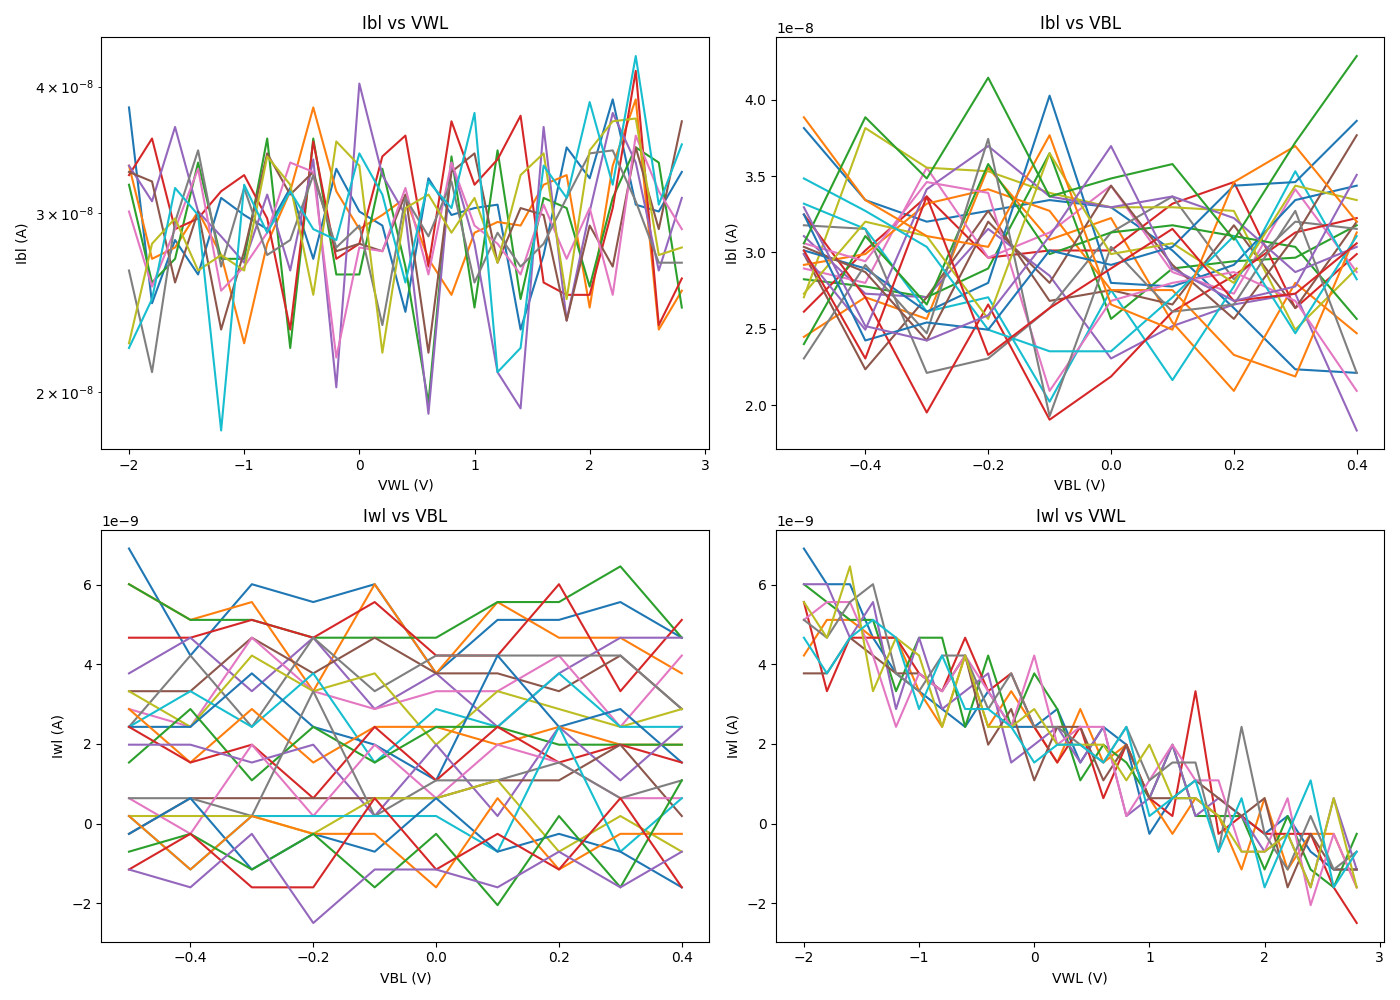 Ibl vs VWL
Ibl (A)
4 × 10⁻⁸
3 × 10⁻⁸
2 × 10⁻⁸
−2 −1 0 1 2 3
VWL (V)
Ibl vs VBL
1e−8
Ibl (A)
4.0
3.5
3.0
2.5
2.0
−0.4 −0.2 0.0 0.2 0.4
VBL (V)
Iwl vs VBL
1e−9
Iwl (A)
6
4
2
0
−2
−0.4 −0.2 0.0 0.2 0.4
VBL (V)
Iwl vs VWL
1e−9
Iwl (A)
6
4
2
0
−2
−2 −1 0 1 2 3
VWL (V)